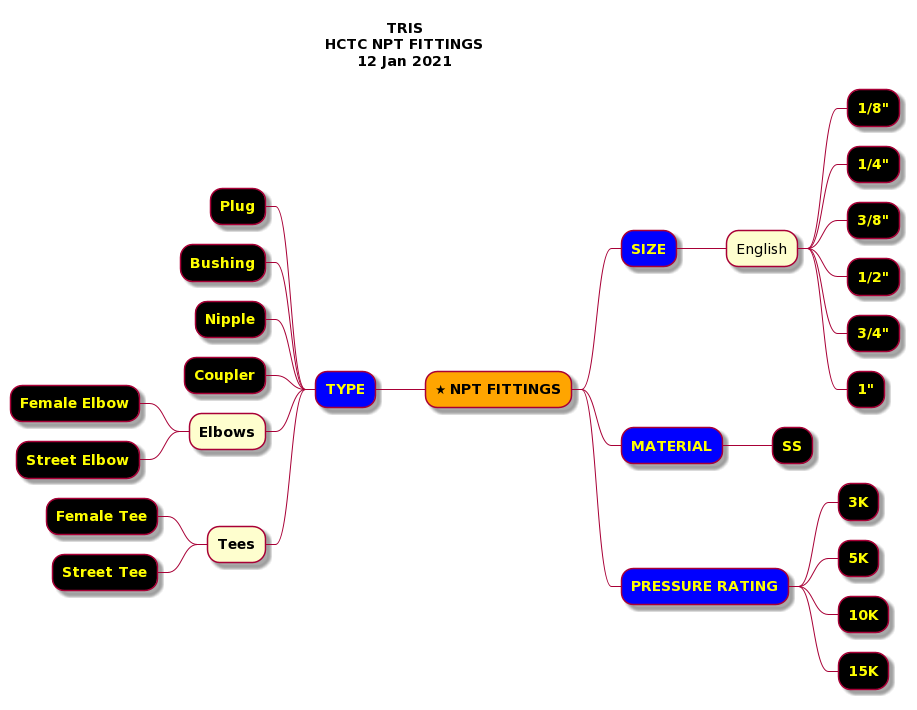 TRIS
HCTC NPT FITTINGS
12 Jan 2021
★ NPT FITTINGS
TYPE
Plug
Bushing
Nipple
Coupler
Elbows
Female Elbow
Street Elbow
Tees
Female Tee
Street Tee
SIZE
English
1/8"
1/4"
3/8"
1/2"
3/4"
1"
MATERIAL
SS
PRESSURE RATING
3K
5K
10K
15K